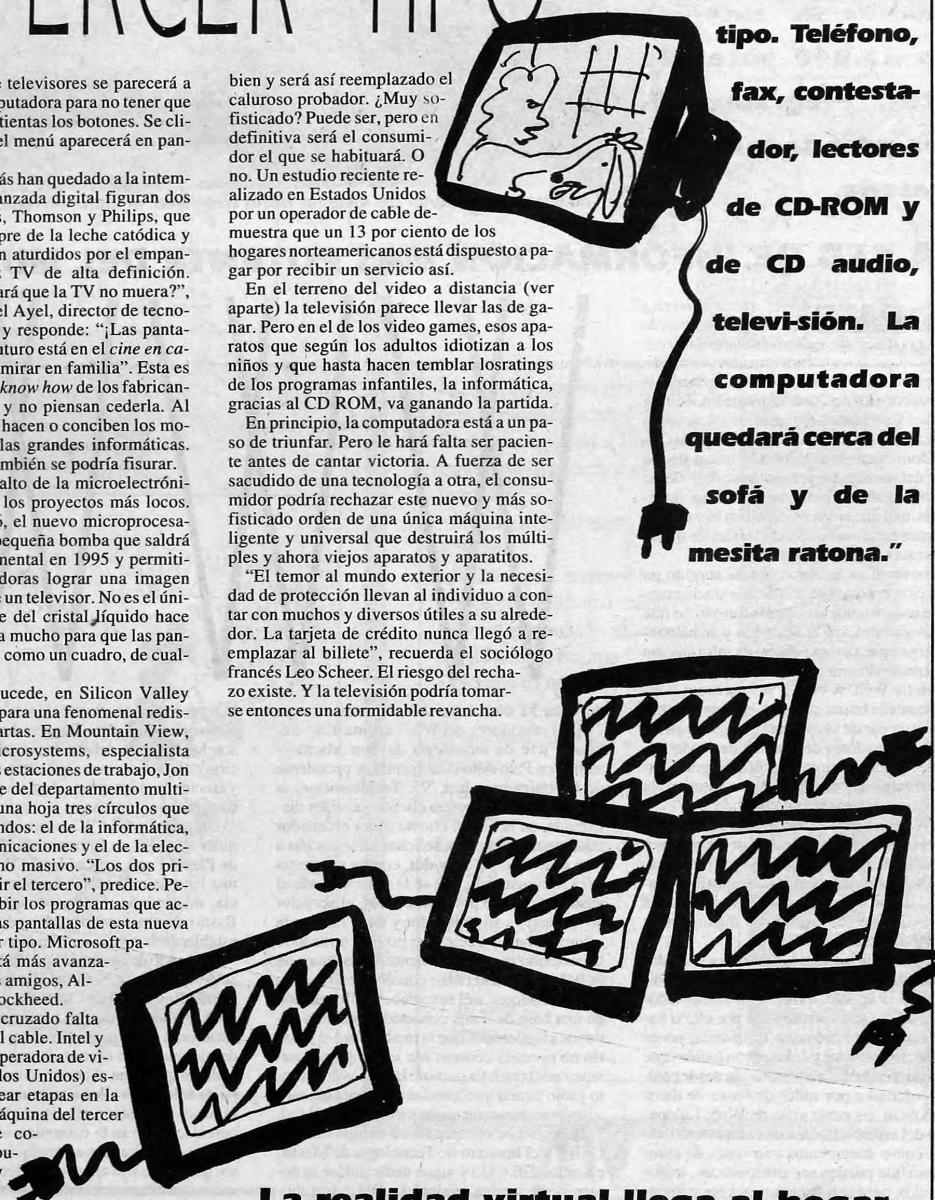 ERCER TIPO
e televisores se parecerá a
putadora para no tener que
tientas los botones. Se cli-
el menú aparecerá en pan-
ás han quedado a la intem-
anzada digital figuran dos
s, Thomson y Philips, que
pre de la leche catódica y
n aturdidos por el empan-
TV de alta definición.
ará que la TV no muera?",
el Ayel, director de tecno-
y responde: "¡Las panta-
uturo está en el cine en ca-
mirar en familia". Esta es
know how de los fabrican-
y no piensan cederla. Al
hacen o conciben los mo-
las grandes informáticas.
mbién se podría fisurar.
alto de la microelectróni-
los proyectos más locos.
6, el nuevo microprocesa-
pequeña bomba que saldrá
mental en 1995 y permiti-
doras lograr una imagen
e un televisor. No es el úni-
e del cristal líquido hace
a mucho para que las pan-
como un cuadro, de cual-
ucede, en Silicon Valley
para una fenomenal redis-
artas. En Mountain View,
icrosystems, especialista
s estaciones de trabajo, Jon
e del departamento multi-
una hoja tres círculos que
ndos: el de la informática,
nicaciones y el de la elec-
no masivo. "Los dos pri-
ir el tercero", predice. Pe-
bir los programas que ac-
as pantallas de esta nueva
r tipo. Microsoft pa-
tá más avanza-
s amigos, Al-
ockheed.
cruzado falta
l cable. Intel y
peradora de vi-
dos Unidos) es-
ear etapas en la
áquina del tercer
e co-
pu-
y
bien y será así reemplazado el
caluroso probador. ¿Muy so-
fisticado? Puede ser, pero en
definitiva será el consumi-
dor el que se habituará. O
no. Un estudio reciente re-
alizado en Estados Unidos
por un operador de cable de-
muestra que un 13 por ciento de los
hogares norteamericanos está dispuesto a pa-
gar por recibir un servicio así.
En el terreno del video a distancia (ver
aparte) la televisión parece llevar las de ga-
nar. Pero en el de los video games, esos apa-
ratos que según los adultos idiotizan a los
niños y que hasta hacen temblar losratings
de los programas infantiles, la informática,
gracias al CD ROM, va ganando la partida.
En principio, la computadora está a un pa-
so de triunfar. Pero le hará falta ser pacien-
te antes de cantar victoria. A fuerza de ser
sacudido de una tecnología a otra, el consu-
midor podría rechazar este nuevo y más so-
fisticado orden de una única máquina inte-
ligente y universal que destruirá los múlti-
ples y ahora viejos aparatos y aparatitos.
"El temor al mundo exterior y la necesi-
dad de protección llevan al individuo a con-
tar con muchos y diversos útiles a su alrede-
dor. La tarjeta de crédito nunca llegó a re-
emplazar al billete", recuerda el sociólogo
francés Leo Scheer. El riesgo del recha-
zo existe. Y la televisión podría tomar-
se entonces una formidable revancha.
tipo. Teléfono,
fax, contesta-
dor, lectores
de CD-ROM y
de CD audio,
televi-sión. La
computadora
quedará cerca del
sofá y de la
mesita ratona."
La realidad virtual llega al hogar